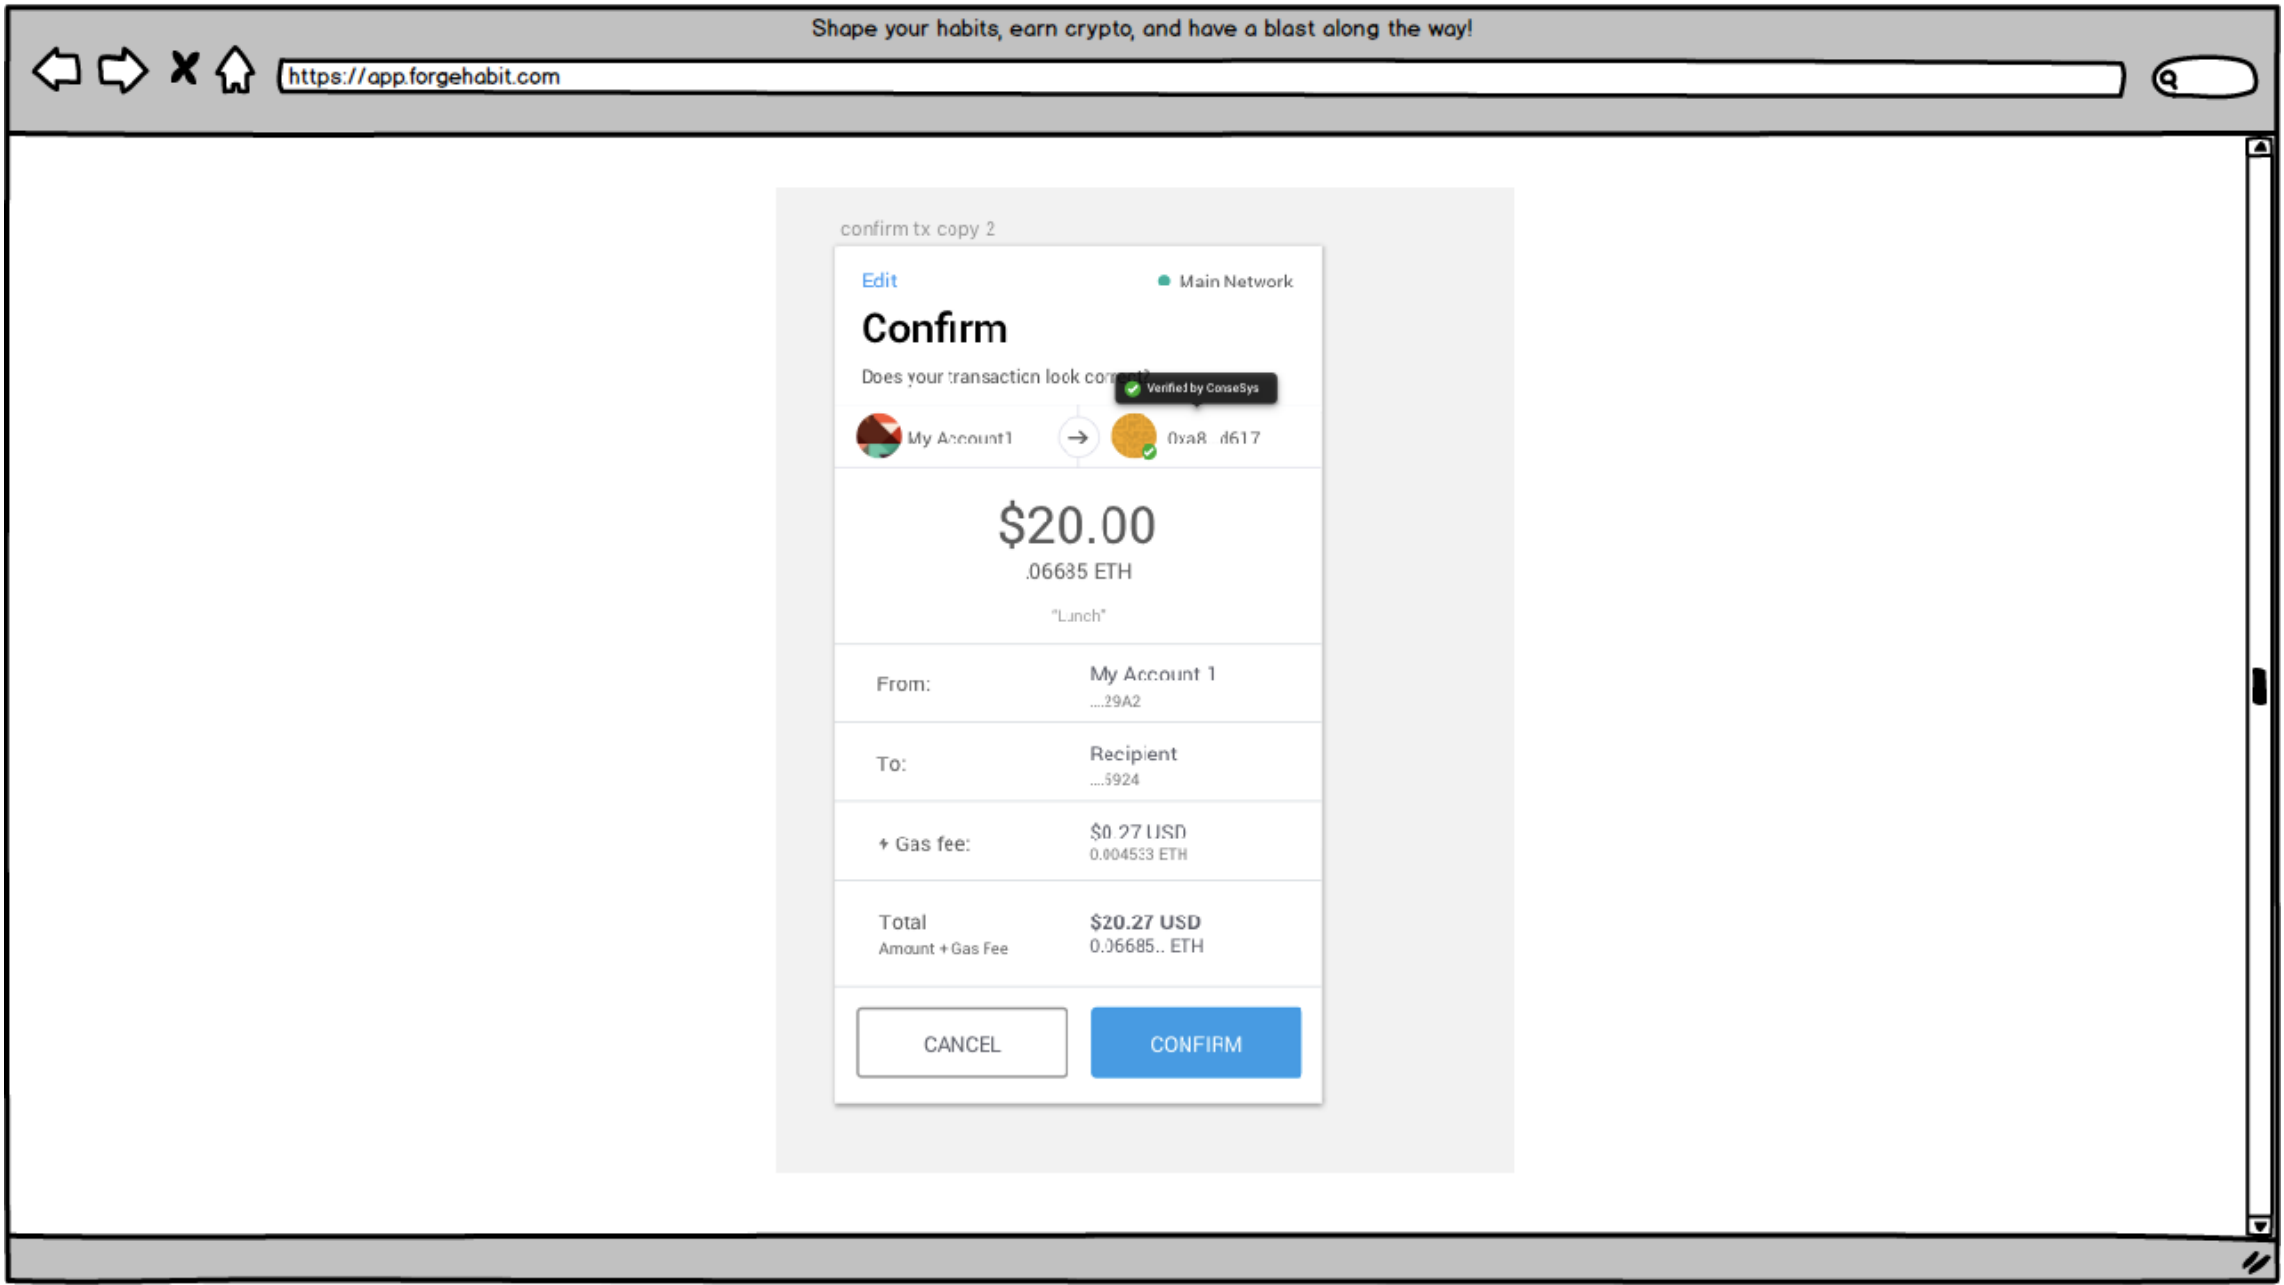 Shape your habits, earn crypto, and have a blast along the way!
https://app.forgehabit.com
confirm tx copy 2
Edit
Main Network
Confirm
Does your transaction look correct?
Verified by ConseSys
My Account1
0xa8 d617
$20.00
.06685 ETH
"Lunch"
From:
My Account 1
....29A2
To:
Recipient
....5924
Gas fee:
$0.27 USD
0.004533 ETH
Total
$20.27 USD
Amount + Gas Fee
0.06685.. ETH
CANCEL
CONFIRM